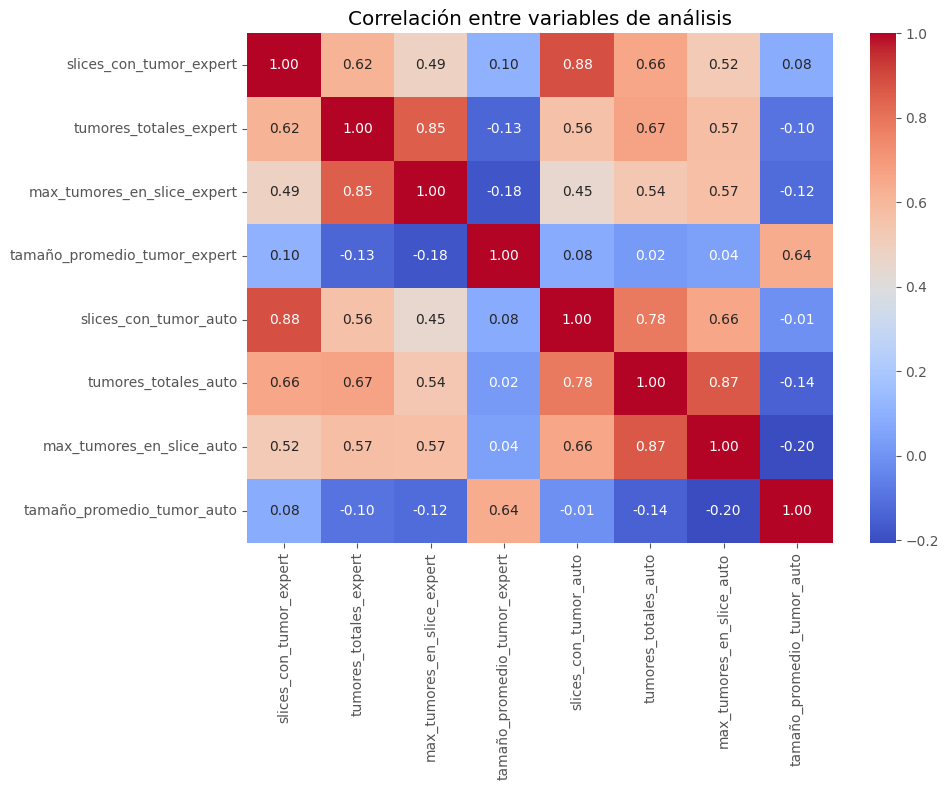 Correlación entre variables de análisis
slices_con_tumor_expert 1.00 0.62 0.49 0.10 0.88 0.66 0.52 0.08
tumores_totales_expert 0.62 1.00 0.85 -0.13 0.56 0.67 0.57 -0.10
max_tumores_en_slice_expert 0.49 0.85 1.00 -0.18 0.45 0.54 0.57 -0.12
tamaño_promedio_tumor_expert 0.10 -0.13 -0.18 1.00 0.08 0.02 0.04 0.64
slices_con_tumor_auto 0.88 0.56 0.45 0.08 1.00 0.78 0.66 -0.01
tumores_totales_auto 0.66 0.67 0.54 0.02 0.78 1.00 0.87 -0.14
max_tumores_en_slice_auto 0.52 0.57 0.57 0.04 0.66 0.87 1.00 -0.20
tamaño_promedio_tumor_auto 0.08 -0.10 -0.12 0.64 -0.01 -0.14 -0.20 1.00
slices_con_tumor_expert
tumores_totales_expert
max_tumores_en_slice_expert
tamaño_promedio_tumor_expert
slices_con_tumor_auto
tumores_totales_auto
max_tumores_en_slice_auto
tamaño_promedio_tumor_auto
1.0
0.8
0.6
0.4
0.2
0.0
−0.2